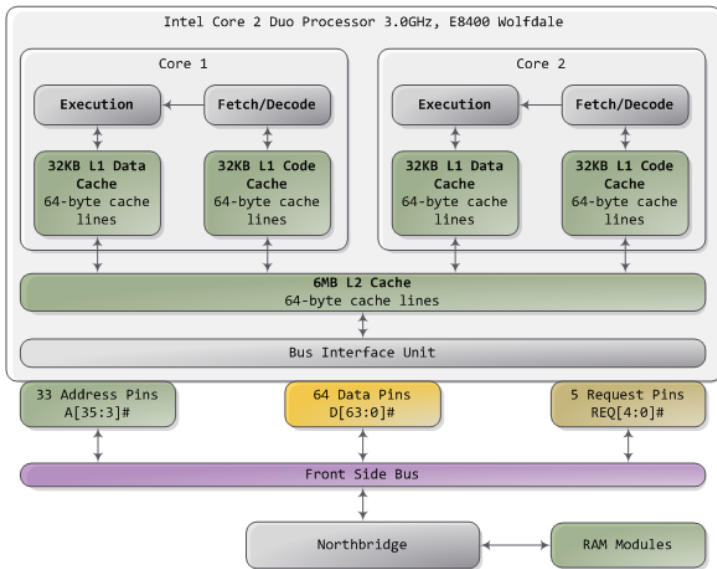 Intel Core 2 Duo Processor 3.0GHz, E8400 Wolfdale
Core 1
Execution
Fetch/Decode
32KB L1 Data
Cache
64-byte cache
lines
32KB L1 Code
Cache
64-byte cache
lines
Core 2
Execution
Fetch/Decode
32KB L1 Data
Cache
64-byte cache
lines
32KB L1 Code
Cache
64-byte cache
lines
6MB L2 Cache
64-byte cache lines
Bus Interface Unit
33 Address Pins
A[35:3]#
64 Data Pins
D[63:0]#
5 Request Pins
REQ[4:0]#
Front Side Bus
Northbridge
RAM Modules